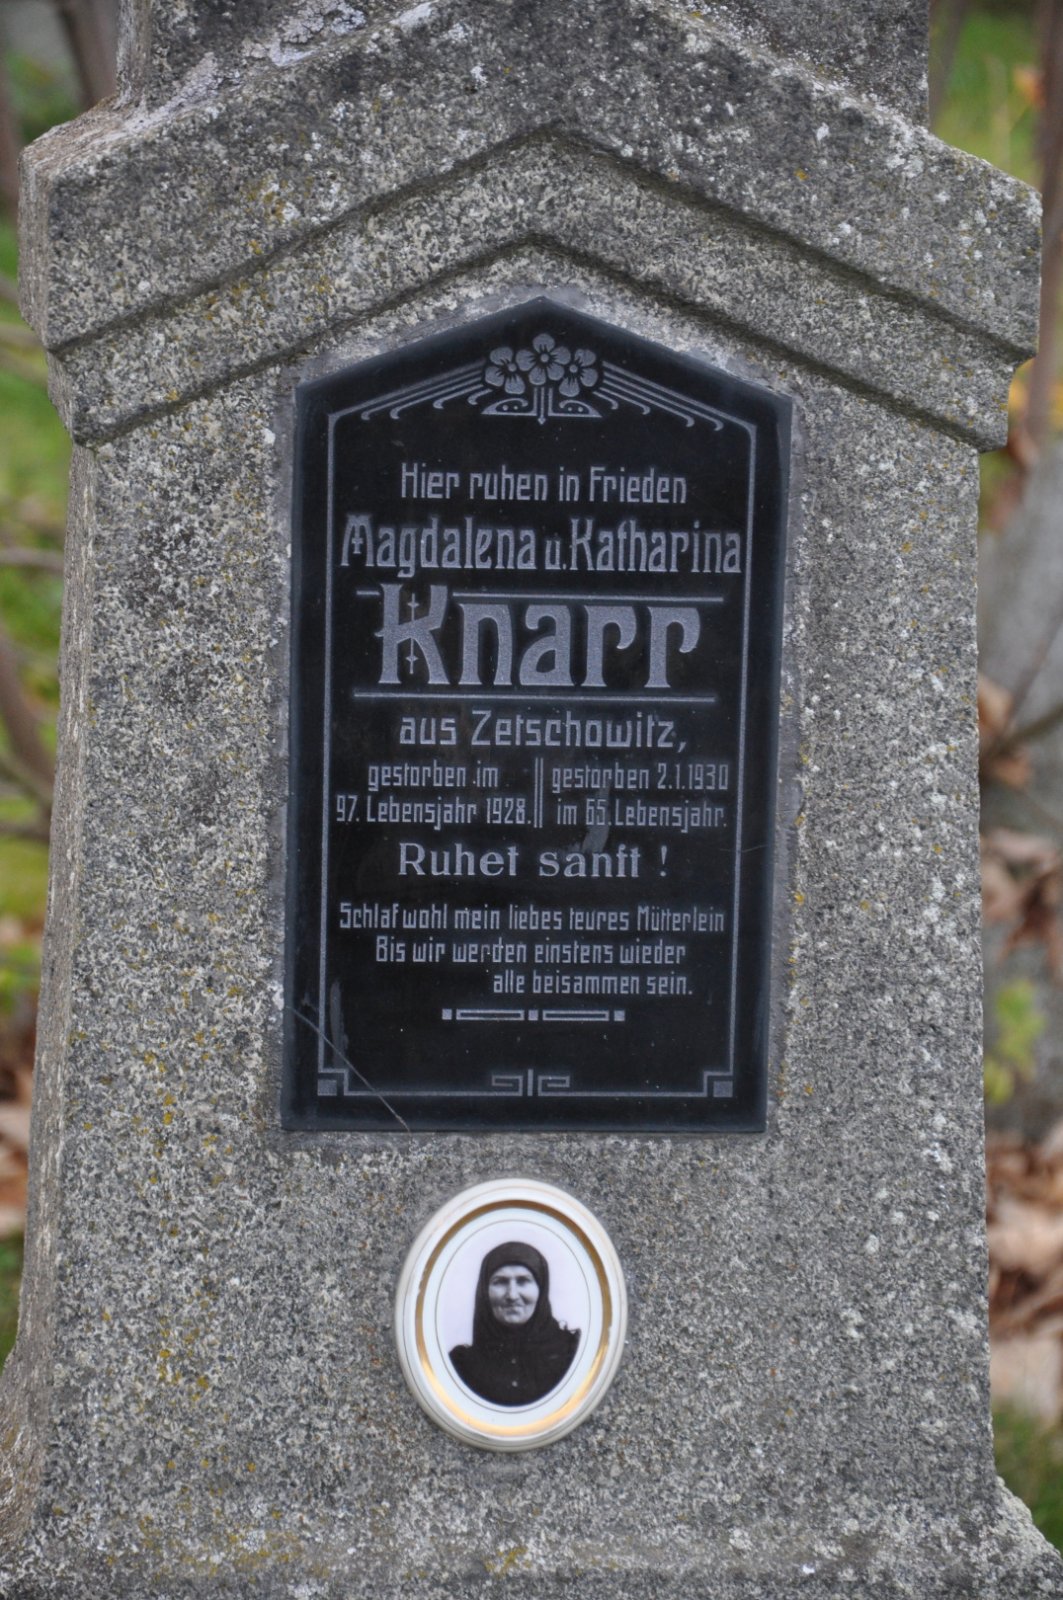 Hier ruhen in Frieden
Magdalena u. Katharina
Knarr
aus Zetschowitz,
gestorben im || gestorben 2.1.1930
97. Lebensjahr 1928. || im 65. Lebensjahr.
Ruhet sanft !
Schlaf wohl mein liebes teures Mütterlein
Bis wir werden einstens wieder
alle beisammen sein.